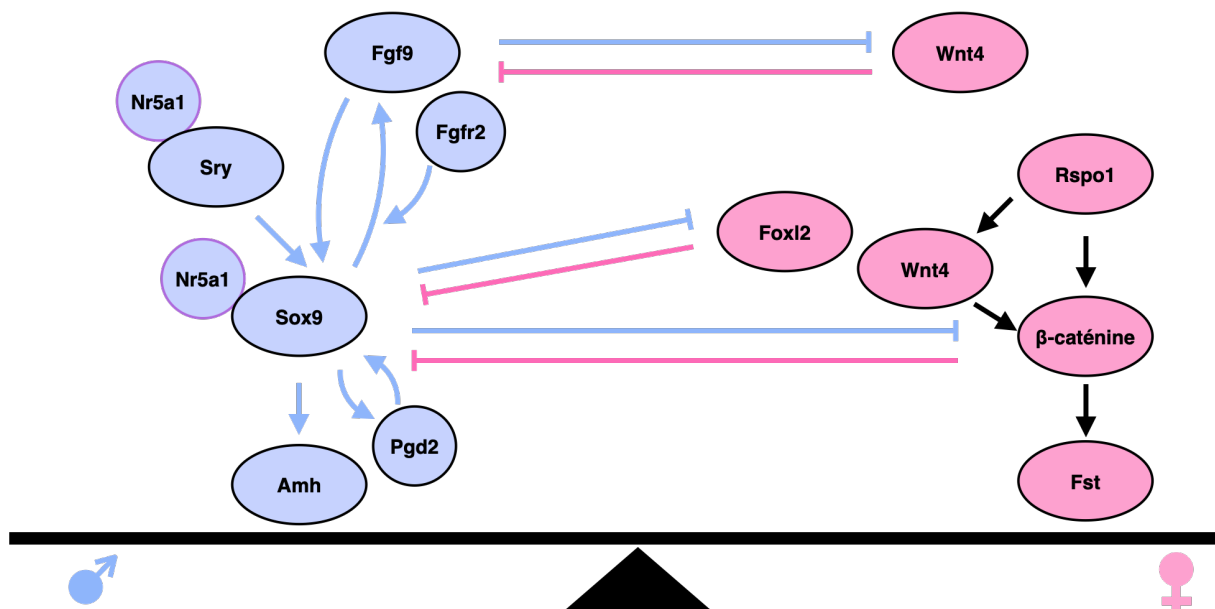 Fgf9
Wnt4
Nr5a1
Fgfr2
Sry
Rspo1
Foxl2
Wnt4
Nr5a1
Sox9
β-caténine
Pgd2
Amh
Fst